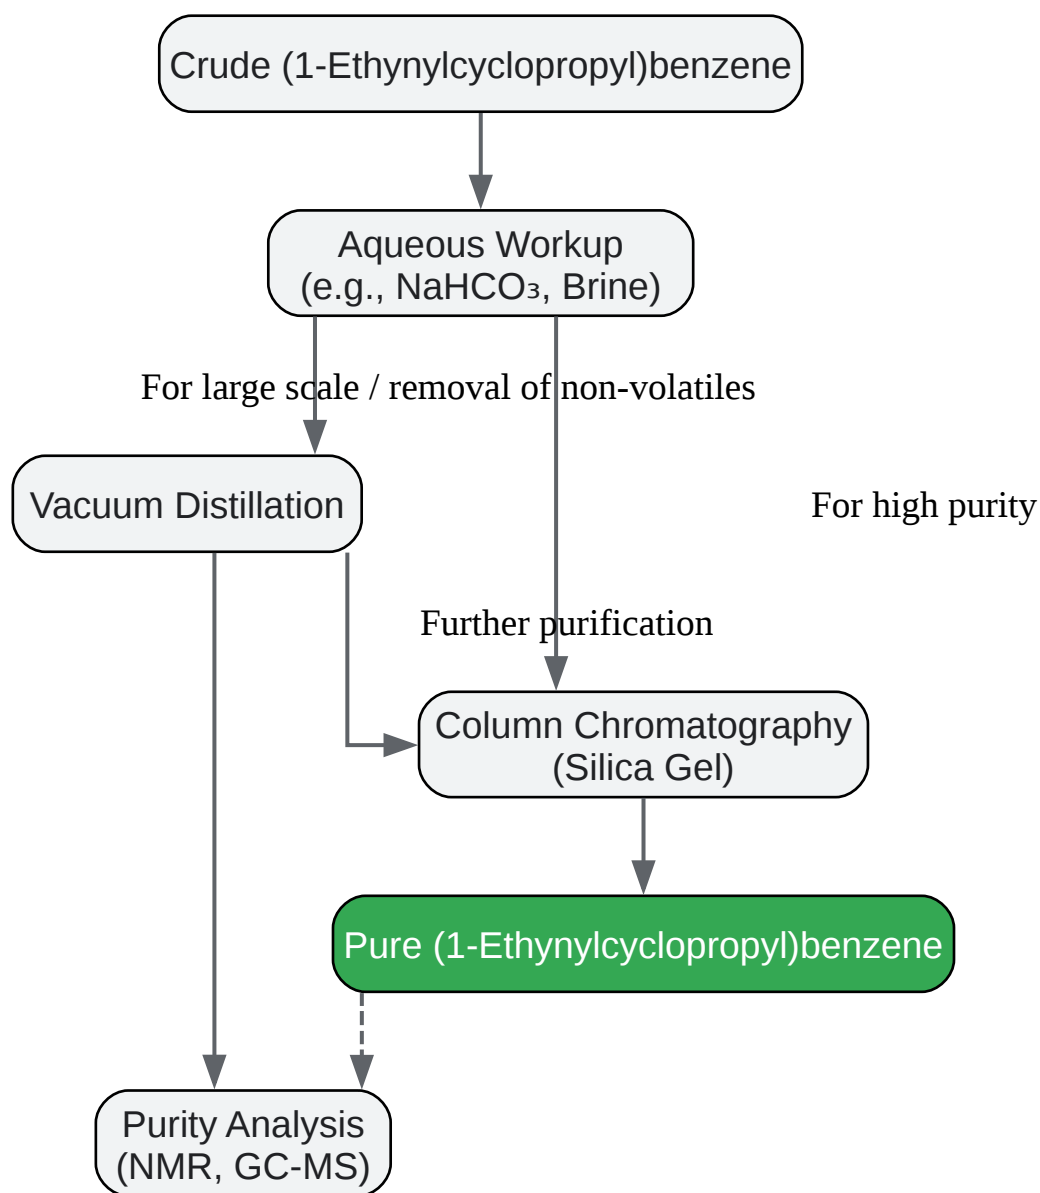 Crude (1-Ethynylcyclopropyl)benzene
Aqueous Workup
(e.g., NaHCO₃, Brine)
For large scale / removal of non-volatiles
Vacuum Distillation
For high purity
Further purification
Column Chromatography
(Silica Gel)
Pure (1-Ethynylcyclopropyl)benzene
Purity Analysis
(NMR, GC-MS)